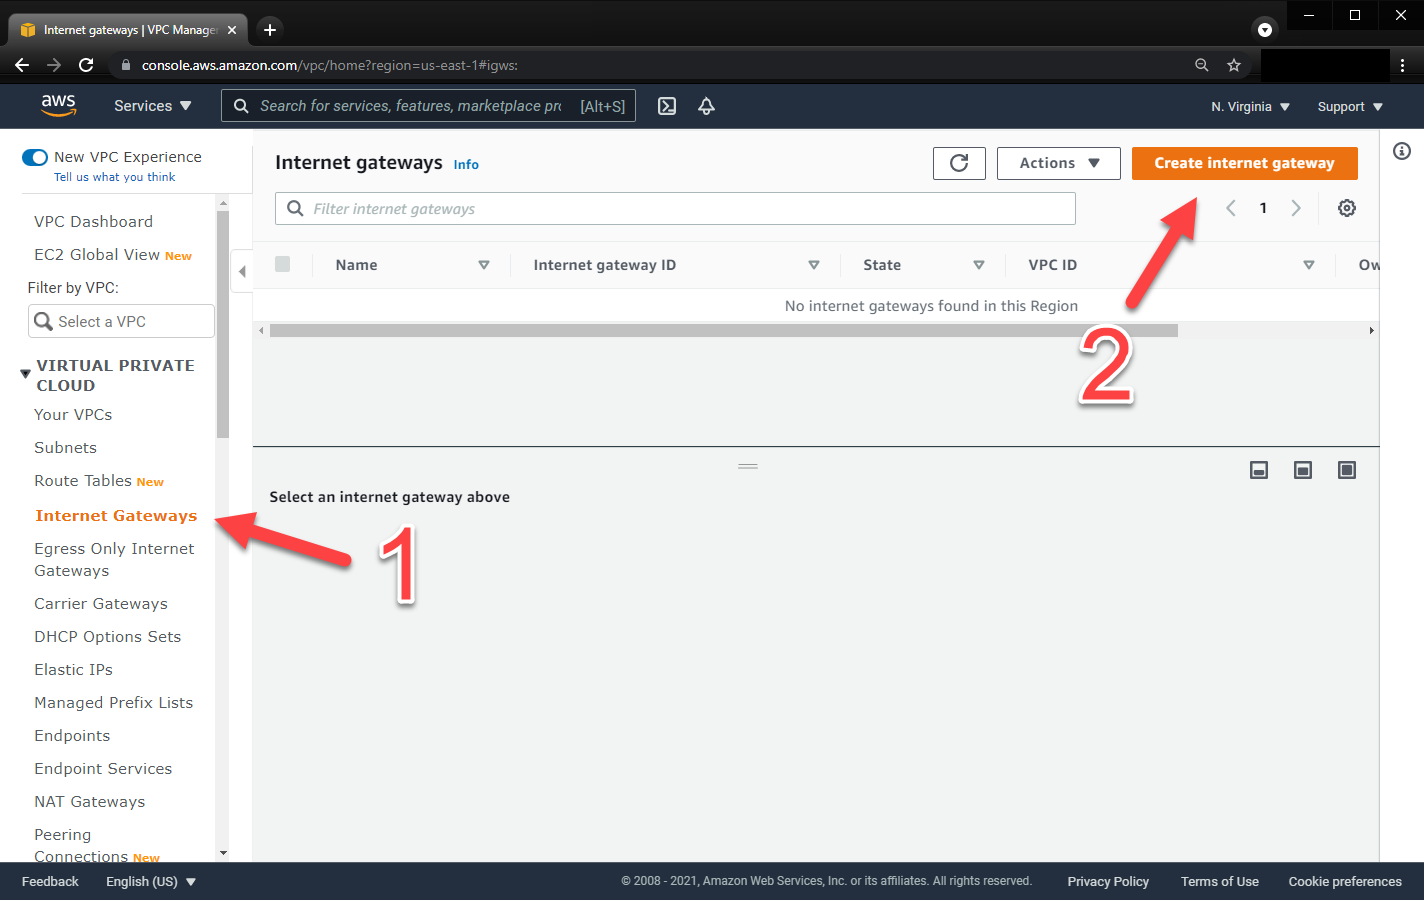 Internet gateways | VPC Manage
console.aws.amazon.com/vpc/home?region=us-east-1#igws:
aws
Services
Search for services, features, marketplace pr
[Alt+S]
N. Virginia
Support
New VPC Experience
Tell us what you think
VPC Dashboard
EC2 Global View New
Filter by VPC:
Select a VPC
VIRTUAL PRIVATE
CLOUD
Your VPCs
Subnets
Route Tables New
Internet Gateways
Egress Only Internet
Gateways
Carrier Gateways
DHCP Options Sets
Elastic IPs
Managed Prefix Lists
Endpoints
Endpoint Services
NAT Gateways
Peering
Connections New
Internet gateways Info
Actions
Create internet gateway
Filter internet gateways
1
Name
Internet gateway ID
State
VPC ID
Ow
No internet gateways found in this Region
2
Select an internet gateway above
1
Feedback
English (US)
© 2008 - 2021, Amazon Web Services, Inc. or its affiliates. All rights reserved.
Privacy Policy
Terms of Use
Cookie preferences